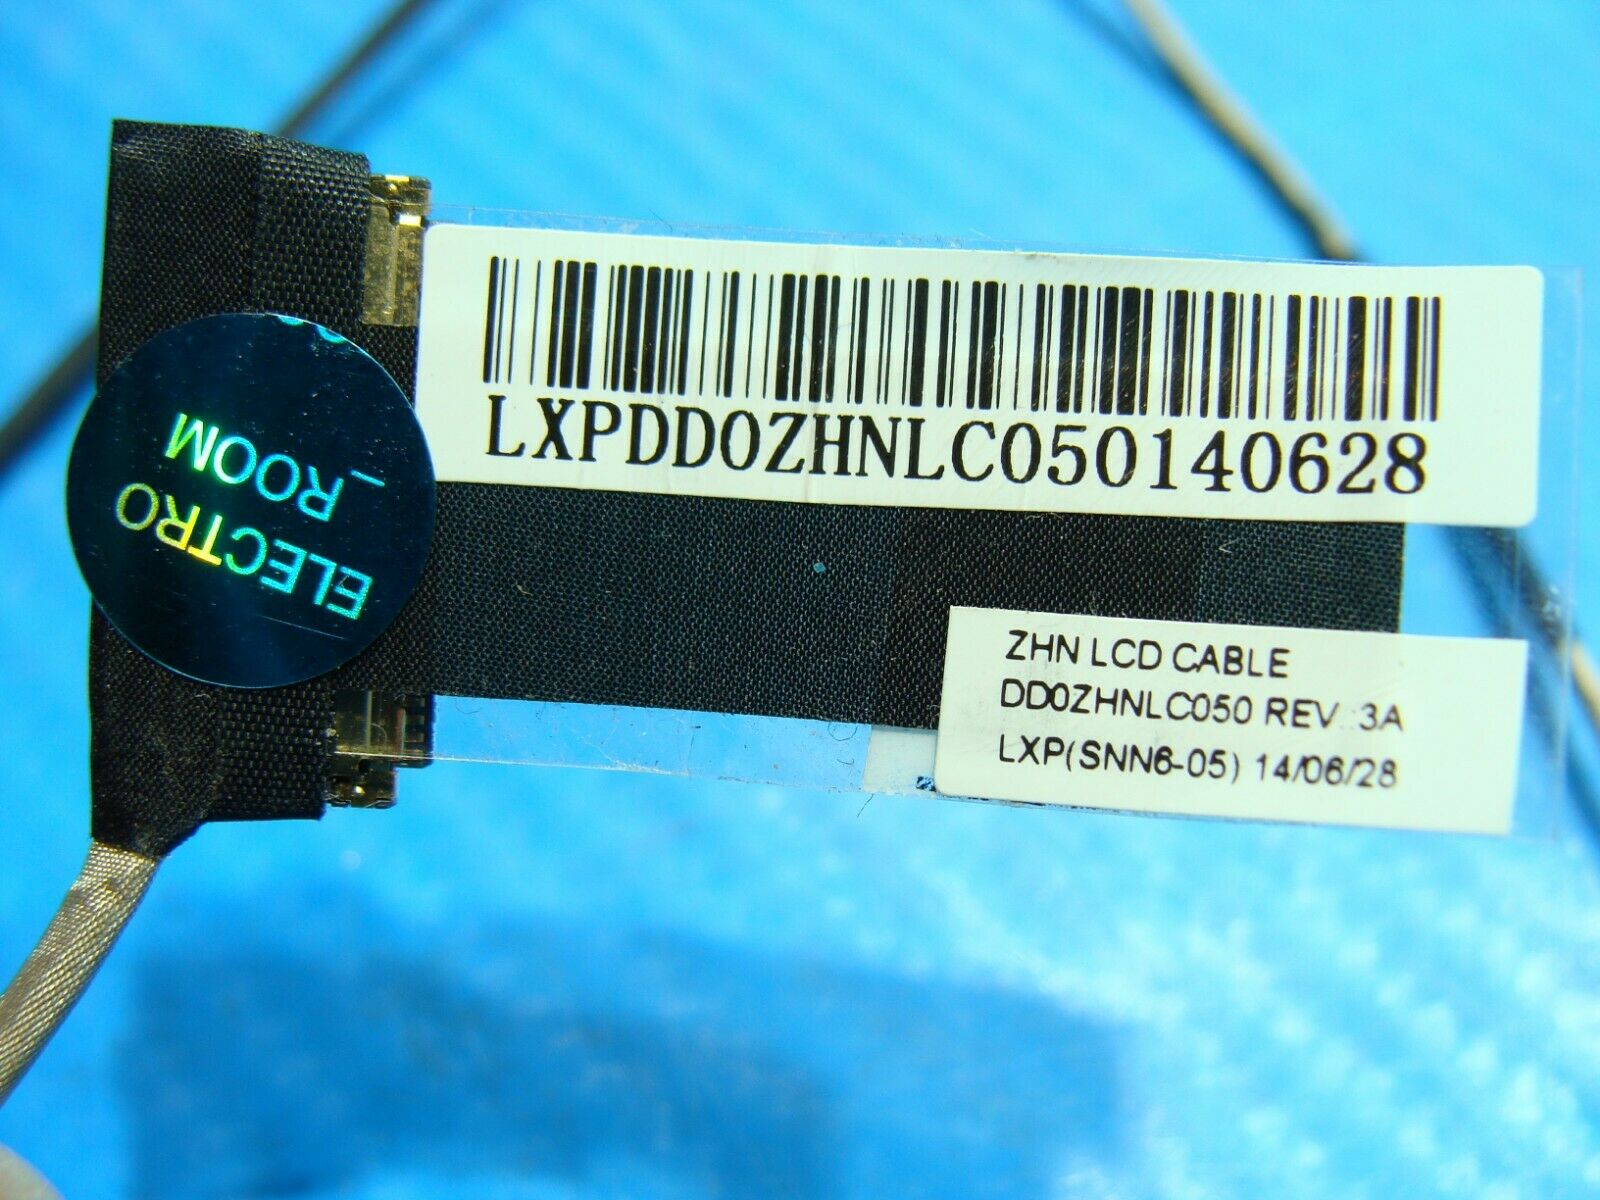 LXPDD0ZHNLC050140628
ELECTRO
_ROOM
ZHN LCD CABLE
DD0ZHNLC050 REV:3A
LXP(SNN6-05) 14/06/28